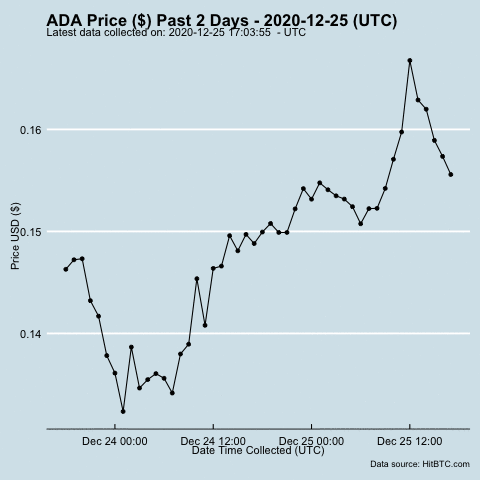 ADA Price ($) Past 2 Days - 2020-12-25 (UTC)
Latest data collected on: 2020-12-25 17:03:55 - UTC
0.16
0.15
0.14
Price USD ($)
Dec 24 00:00 Dec 24 12:00 Dec 25 00:00 Dec 25 12:00
Date Time Collected (UTC)
Data source: HitBTC.com